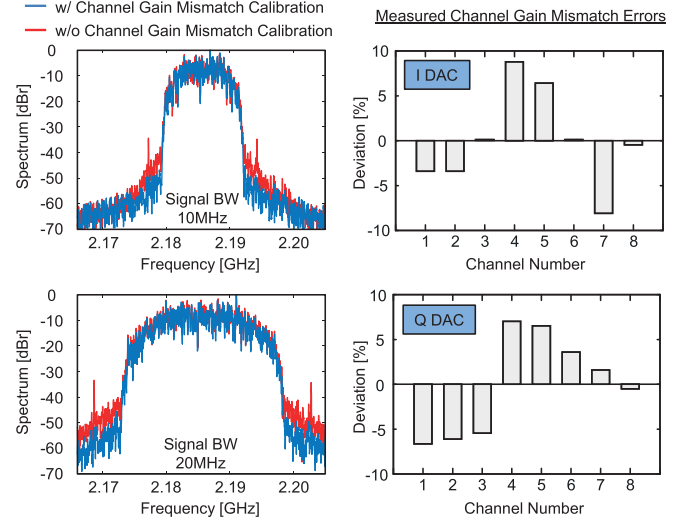 w/ Channel Gain Mismatch Calibration
w/o Channel Gain Mismatch Calibration
Measured Channel Gain Mismatch Errors
Spectrum [dBr]
0
-10
-20
-30
-40
-50
-60
-70
Signal BW
10MHz
2.17 2.18 2.19 2.20
Frequency [GHz]
Deviation [%]
10
5
0
-5
-10
I DAC
1 2 3 4 5 6 7 8
Channel Number
Spectrum [dBr]
0
-10
-20
-30
-40
-50
-60
-70
Signal BW
20MHz
2.17 2.18 2.19 2.20
Frequency [GHz]
Deviation [%]
10
5
0
-5
-10
Q DAC
1 2 3 4 5 6 7 8
Channel Number